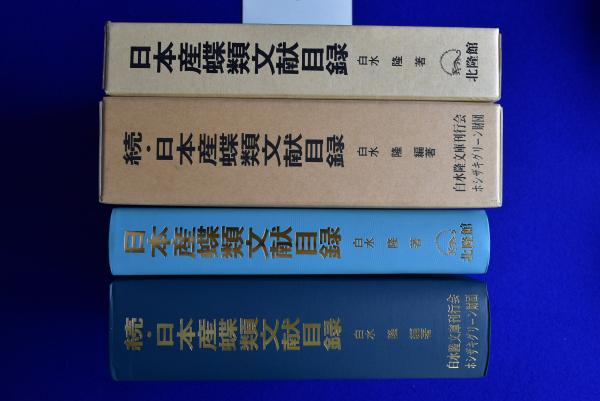 日本産蝶類文献目録 白水 隆 著 北隆館
続・日本産蝶類文献目録 白水 隆 編著 白水隆文庫刊行会 ホシザキグリーン財団
日本産蝶類文献目録 白水 隆 著 北隆館
続・日本産蝶類文献目録 白水 隆 編著 白水隆文庫刊行会 ホシザキグリーン財団